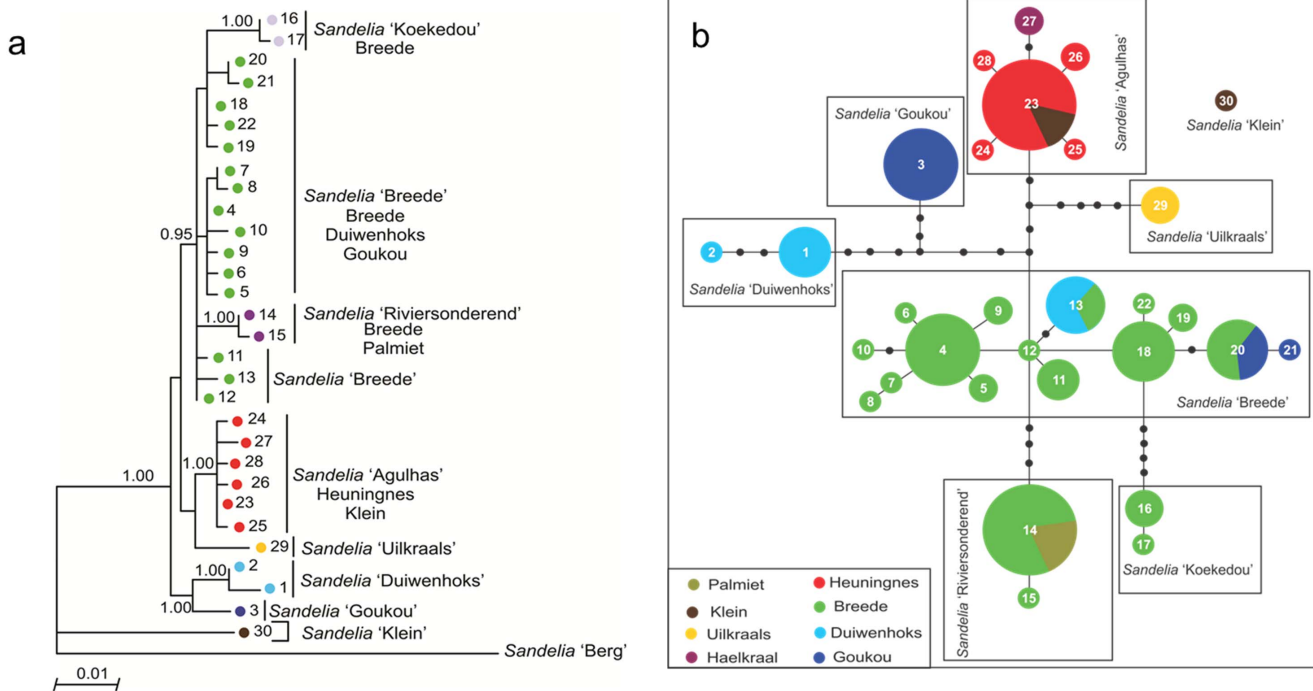 a
1.00
16
17
Sandelia ‘Koekedou’
Breede
20
21
18
22
19
7
8
4
10
9
6
5
Sandelia ‘Breede’
Breede
Duiwenhoks
Goukou
0.95
1.00
14
15
Sandelia ‘Riviersonderend’
Breede
Palmiet
11
13
12
Sandelia ‘Breede’
24
27
28
26
23
25
1.00
Sandelia ‘Agulhas’
Heuningnes
Klein
1.00
29
Sandelia ‘Uilkraals’
2
1
1.00
Sandelia ‘Duiwenhoks’
1.00
3
Sandelia ‘Goukou’
30
Sandelia ‘Klein’
Sandelia ‘Berg’
0.01
b
27
28
26
23
24
25
Sandelia ‘Agulhas’
30
Sandelia ‘Klein’
Sandelia ‘Goukou’
3
29
Sandelia ‘Uilkraals’
2
1
Sandelia ‘Duiwenhoks’
13
6
9
10
4
12
7
8
5
11
22
19
18
20
21
Sandelia ‘Breede’
14
15
Sandelia ‘Riviersonderend’
16
17
Sandelia ‘Koekedou’
Palmiet
Heuningnes
Klein
Breede
Uilkraals
Duiwenhoks
Haelkraal
Goukou